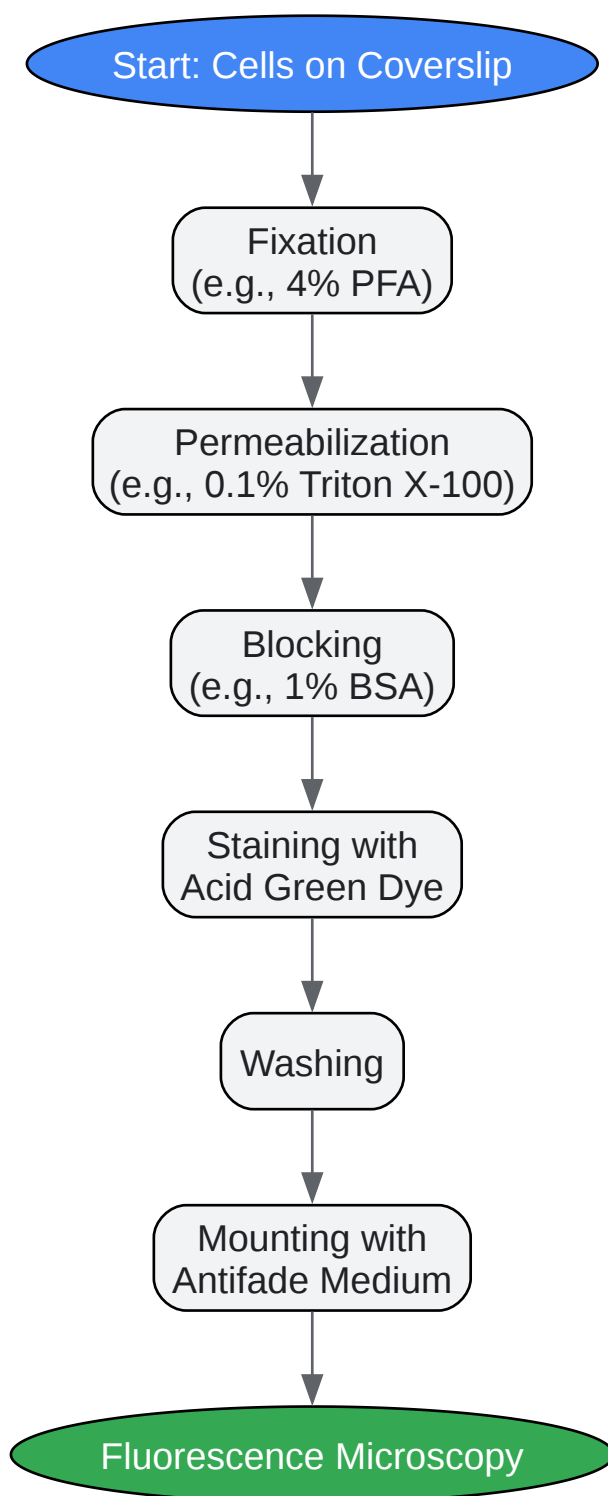 Start: Cells on Coverslip
Fixation
(e.g., 4% PFA)
Permeabilization
(e.g., 0.1% Triton X-100)
Blocking
(e.g., 1% BSA)
Staining with
Acid Green Dye
Washing
Mounting with
Antifade Medium
Fluorescence Microscopy